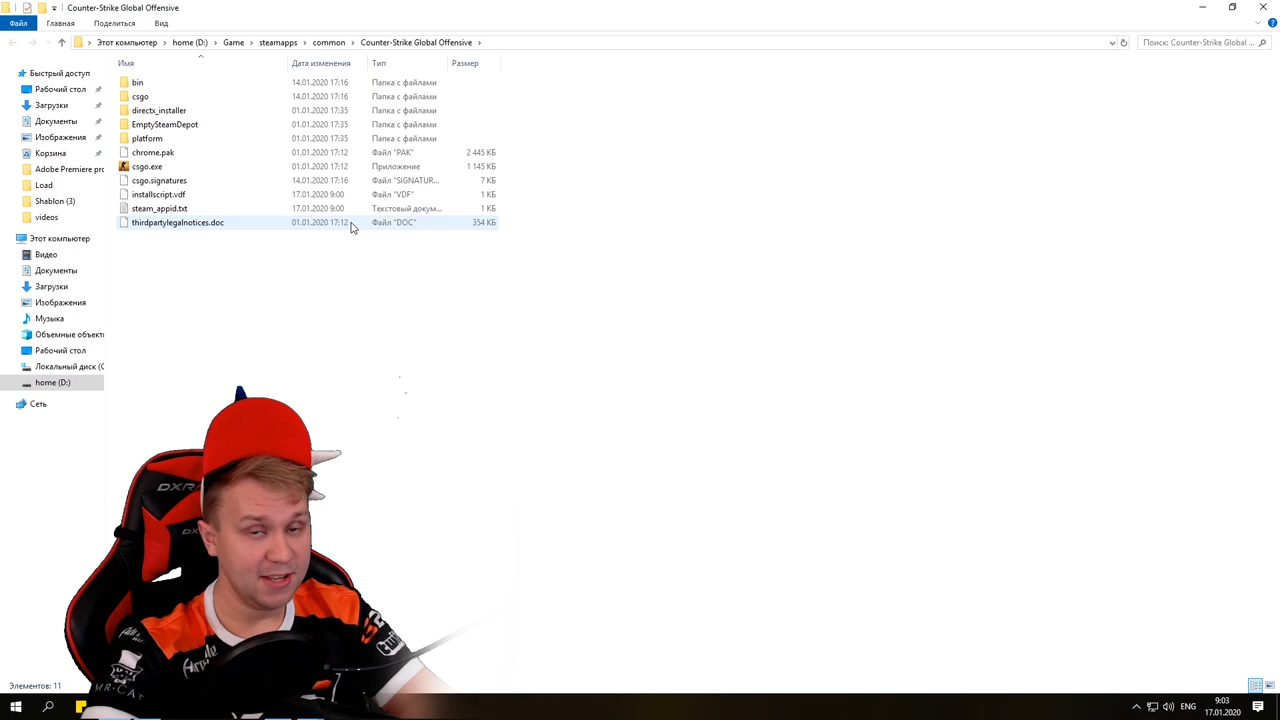 Counter-Strike Global Offensive
Файл Главная Поделиться Вид
Этот компьютер > home (D:) > Game > steamapps > common > Counter-Strike Global Offensive >
Поиск: Counter-Strike Global ...
Имя Дата изменения Тип Размер
Быстрый доступ
Рабочий стол
Загрузки
Документы
Изображения
Корзина
Adobe Premiere prc
Load
Shablon (3)
videos
Этот компьютер
Видео
Документы
Загрузки
Изображения
Музыка
Объемные объект
Рабочий стол
Локальный диск (C
home (D:)
Сеть
bin 14.01.2020 17:16 Папка с файлами
csgo 14.01.2020 17:16 Папка с файлами
directx_installer 01.01.2020 17:35 Папка с файлами
EmptySteamDepot 01.01.2020 17:35 Папка с файлами
platform 01.01.2020 17:35 Папка с файлами
chrome.pak 01.01.2020 17:12 Файл "PAK" 2 445 КБ
csgo.exe 01.01.2020 17:12 Приложение 1 145 КБ
csgo.signatures 14.01.2020 17:16 Файл "SIGNATUR... 7 КБ
installscript.vdf 17.01.2020 9:00 Файл "VDF" 1 КБ
steam_appid.txt 17.01.2020 9:00 Текстовый докум... 1 КБ
thirdpartylegalnotices.doc 01.01.2020 17:12 Файл "DOC" 354 КБ
DXRA
DX
MR.CAT
Элементов: 11
ENG
9:03
17.01.2020